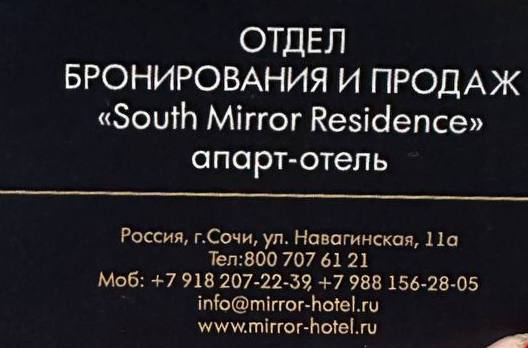 ОТДЕЛ
БРОНИРОВАНИЯ И ПРОДАЖ
«South Mirror Residence»
апарт-отель
Россия, г.Сочи, ул. Навагинская, 11а
Тел:800 707 61 21
Моб: +7 918 207-22-39, +7 988 156-28-05
info@mirror-hotel.ru
www.mirror-hotel.ru